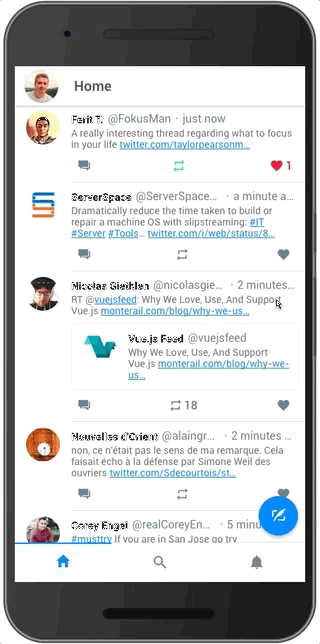 Home
Ferit T. @FokusMan · just now
A really interesting thread regarding what to focus
in your life twitter.com/taylorpearsonm...
1
ServerSpace @ServerSpace... · a minute a...
Dramatically reduce the time taken to build or
repair a machine OS with slipstreaming: #IT
#Server #Tools… twitter.com/i/web/status/8...
@nicolasgie... · 2 minutes...
RT @vuejsfeed: Why We Love, Use, And Support
Vue.js monterail.com/blog/why-we-us...
Vue.js Feed @vuejsfeed
Why We Love, Use, And Support
Vue.js monterail.com/blog/why-we-
us...
18
Nouvelles d'Orient @alaingr... · 2 minutes ...
non, ce n'était pas le sens de ma remarque. Cela
faisait écho à la défense par Simone Weil des
ouvriers twitter.com/Sdecourtois/st...
Corey Engel @realCoreyEn... · 5 minu
#musttry If you are in San Jose go try